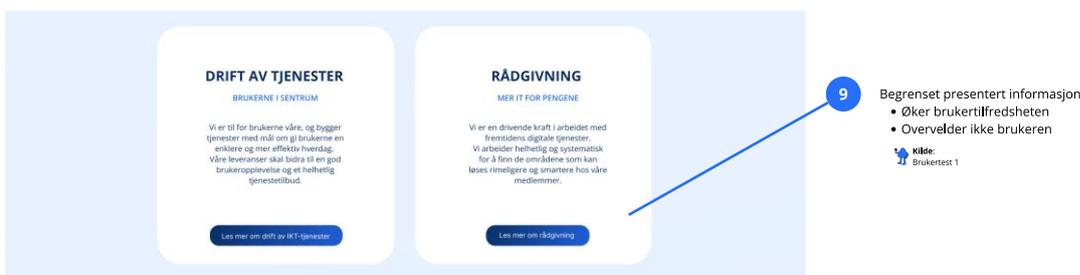 DRIFT AV TJENESTER
BRUKERNE I SENTRUM
Vi er til for brukerne våre, og bygger
tjenester med mål om gi brukerne en
enklere og mer effektiv hverdag.
Våre leveranser skal bidra til en god
brukeropplevelse og et helhetlig
tjenestetilbud.
Les mer om drift av IKT-tjenester
RÅDGIVNING
MER IT FOR PENGENE
Vi er en drivende kraft i arbeidet med
fremtidens digitale tjenester.
Vi arbeider helhetlig og systematisk
for å finn de områdene som kan
løses rimeligere og smartere hos våre
medlemmer.
Les mer om rådgivning
9
Begrenset presentert informasjon
• Øker brukertilfredsheten
• Overvelder ikke brukeren
Kilde:
Brukertest 1